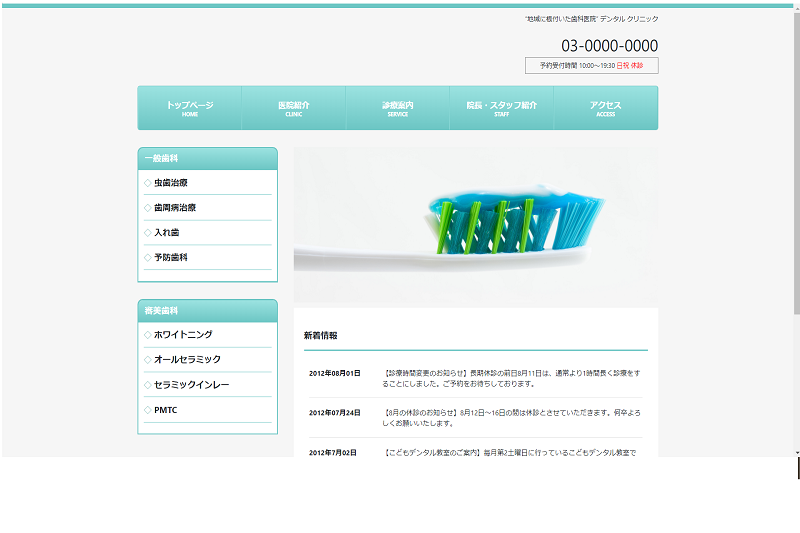 "地域に根付いた歯科医院" デンタル クリニック
03-0000-0000
予約受付時間 10:00～19:30 日祝 休診
トップページ 医院紹介 診療案内 院長・スタッフ紹介 アクセス
HOME CLINIC SERVICE STAFF ACCESS
一般歯科
◇ 虫歯治療
◇ 歯周病治療
◇ 入れ歯
◇ 予防歯科
審美歯科
◇ ホワイトニング
◇ オールセラミック
◇ セラミックインレー
◇ PMTC
新着情報
2012年08月01日 【診療時間変更のお知らせ】長期休診の前日8月11日は、通常より1時間長く診療をす
ることにしました。ご予約をお待ちしております。
2012年07月24日 【8月の休診のお知らせ】8月12日～16日の間は休診とさせていただきます。何卒よろ
しくお願いいたします。
2012年7月02日 【こどもデンタル教室のご案内】毎月第2土曜日に行っているこどもデンタル教室で